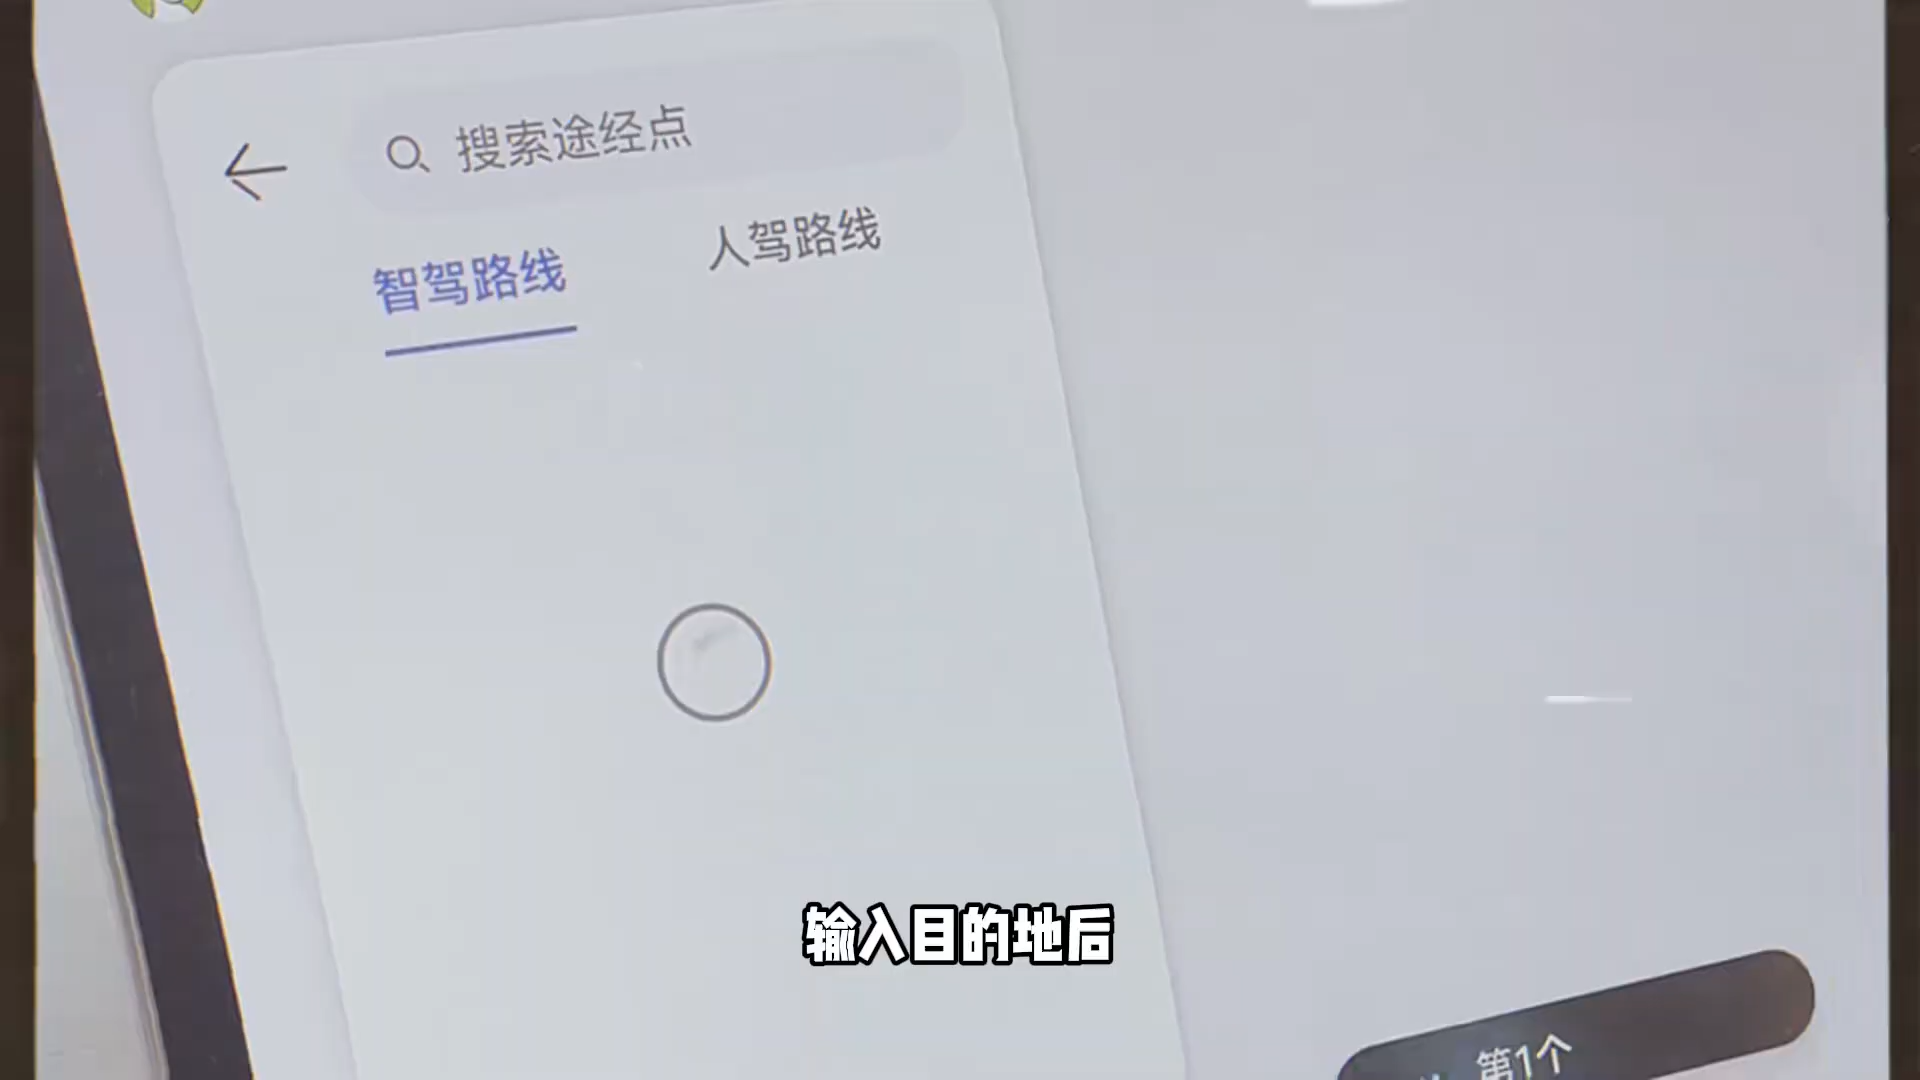 搜索途经点
智驾路线
人驾路线
输入目的地后
第1个